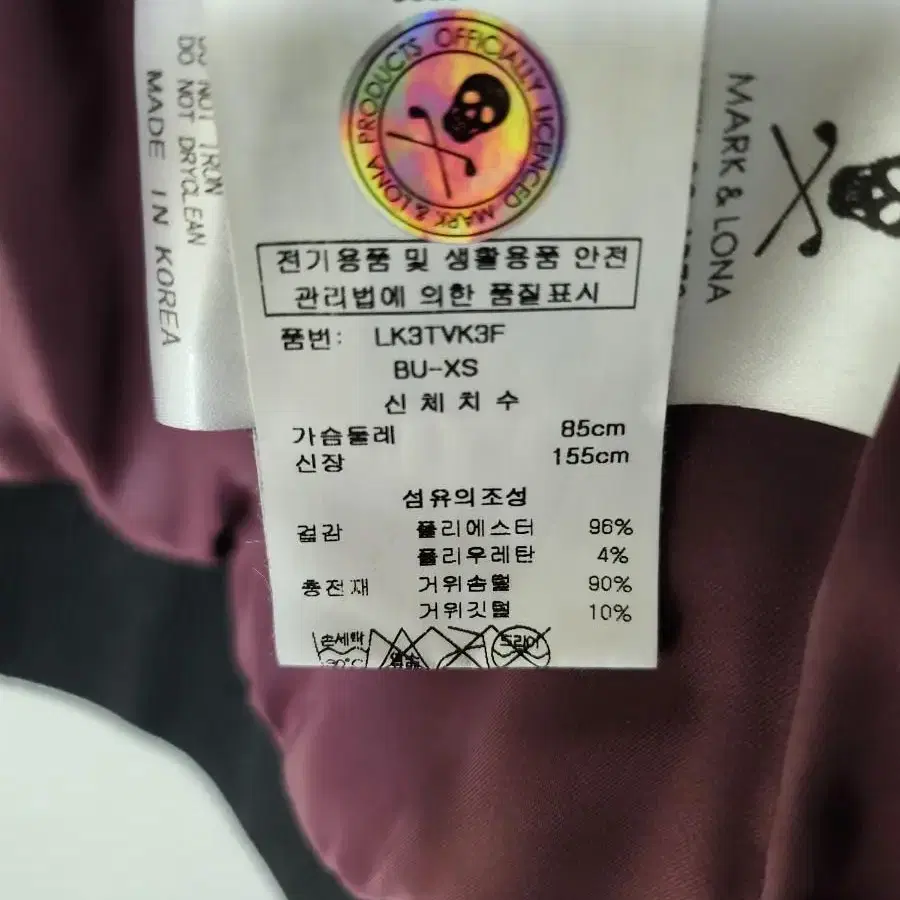 DO NOT IRON
DO NOT DRYCLEAN
MADE IN KOREA
OFFICIALLY LICENCED MARK & LONA PRODUCTS
MARK & LONA
전기용품 및 생활용품 안전
관리법에 의한 품질표시
품번: LK3TVK3F
BU-XS
신체치수
가슴둘레 85cm
신장 155cm
섬유의조성
겉감 폴리에스터 96%
폴리우레탄 4%
충전재 거위솜털 90%
거위깃털 10%
손세탁
30°C
드라이